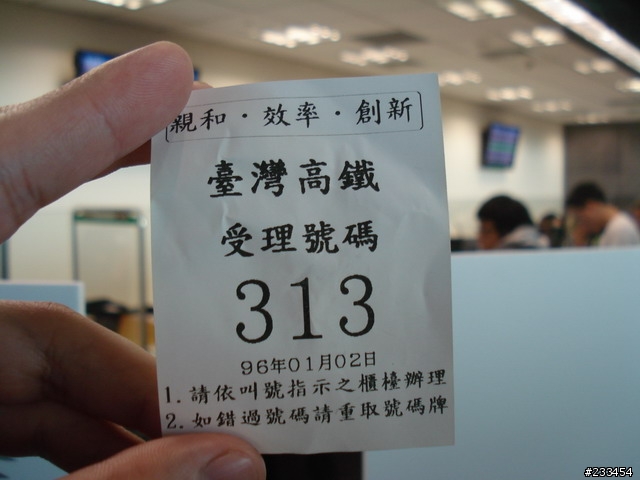 親和・效率・創新
臺灣高鐵
受理號碼
313
96年01月02日
1. 請依叫號指示之櫃檯辦理
2. 如錯過號碼請重取號碼牌
#233454